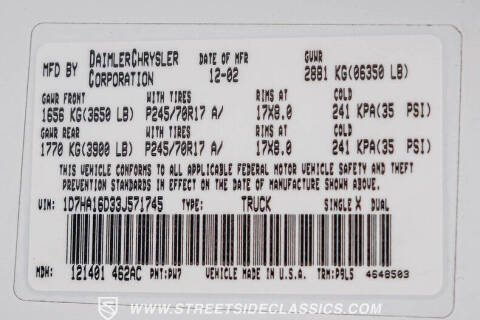 MFD BY DAIMLERCHRYSLER CORPORATION DATE OF MFR 12-02 GVWR 2881 KG(06350 LB)
GAWR FRONT WITH TIRES RIMS AT COLD
1656 KG(3650 LB) P245/70R17 A/ 17X8.0 241 KPA(35 PSI)
GAWR REAR WITH TIRES RIMS AT COLD
1770 KG(3900 LB) P245/70R17 A/ 17X8.0 241 KPA(35 PSI)
THIS VEHICLE CONFORMS TO ALL APPLICABLE FEDERAL MOTOR VEHICLE SAFETY AND THEFT
PREVENTION STANDARDS IN EFFECT ON THE DATE OF MANUFACTURE SHOWN ABOVE.
VIN: 1D7HA16D33J571745 TYPE: TRUCK SINGLE X DUAL
MDH: 121401 462AC PNT: PW7 VEHICLE MADE IN U.S.A. TRM: P9L5 4648503
WWW.STREETSIDECLASSICS.COM